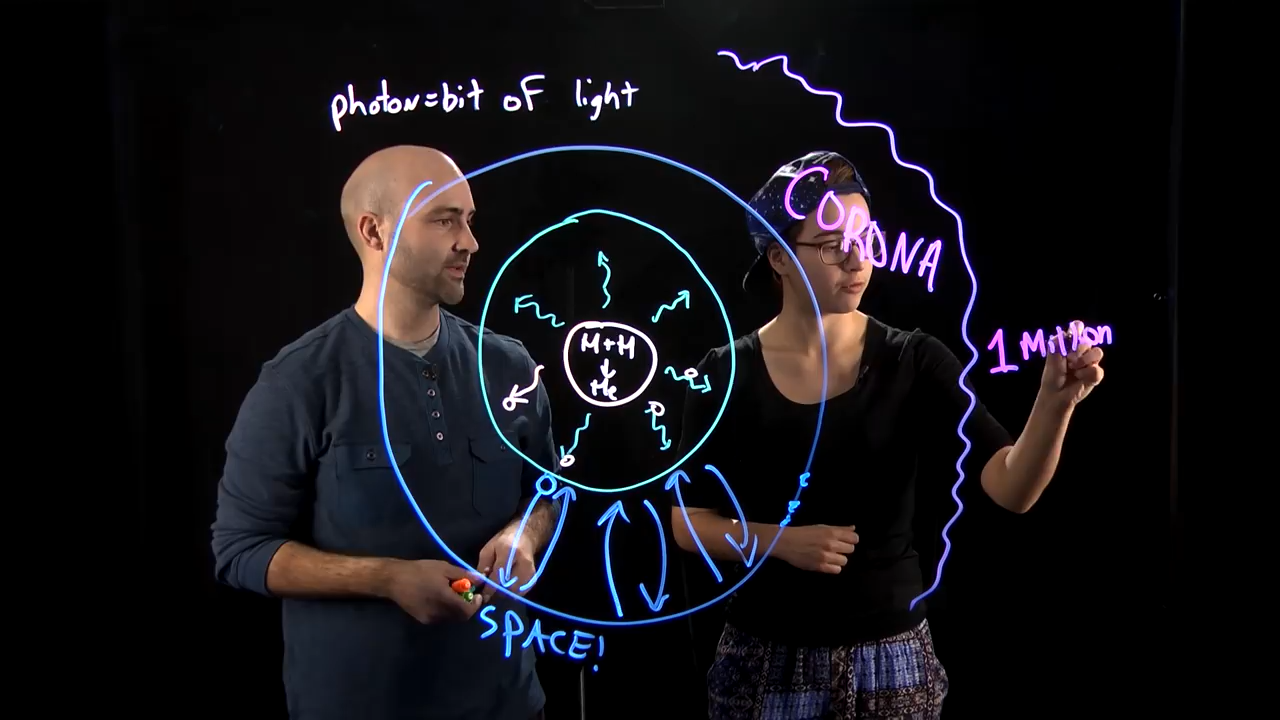 photon=bit of light
CORONA
1 Million
H+H
↓
He
SPACE!